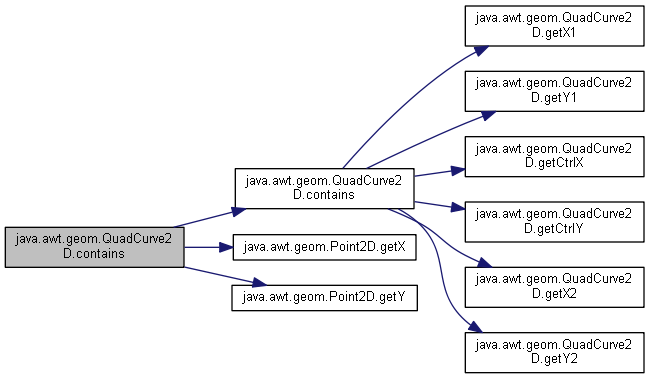 java.awt.geom.QuadCurve2
D.contains
java.awt.geom.QuadCurve2
D.contains
java.awt.geom.Point2D.getX
java.awt.geom.Point2D.getY
java.awt.geom.QuadCurve2
D.getX1
java.awt.geom.QuadCurve2
D.getY1
java.awt.geom.QuadCurve2
D.getCtrlX
java.awt.geom.QuadCurve2
D.getCtrlY
java.awt.geom.QuadCurve2
D.getX2
java.awt.geom.QuadCurve2
D.getY2